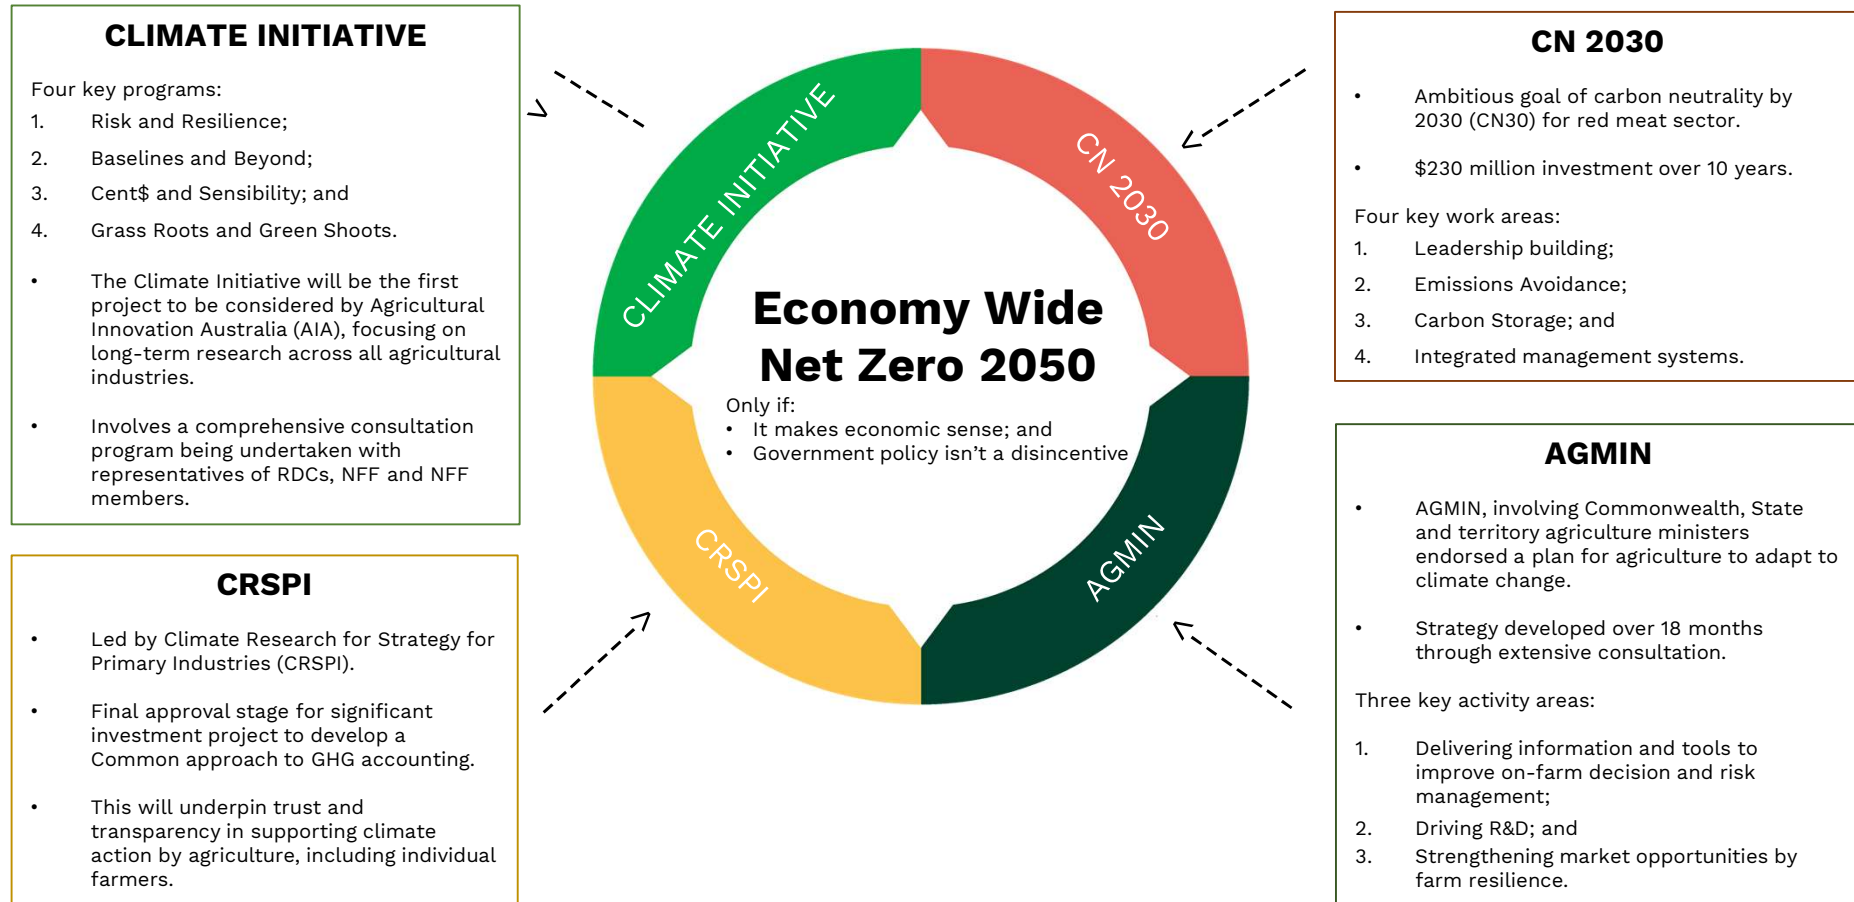 CLIMATE INITIATIVE
Four key programs:
1. Risk and Resilience;
2. Baselines and Beyond;
3. Cent$ and Sensibility; and
4. Grass Roots and Green Shoots.
• The Climate Initiative will be the first
project to be considered by Agricultural
Innovation Australia (AIA), focusing on
long-term research across all agricultural
industries.
• Involves a comprehensive consultation
program being undertaken with
representatives of RDCs, NFF and NFF
members.
CRSPI
• Led by Climate Research for Strategy for
Primary Industries (CRSPI).
• Final approval stage for significant
investment project to develop a
Common approach to GHG accounting.
• This will underpin trust and
transparency in supporting climate
action by agriculture, including individual
farmers.
CLIMATE INITIATIVE
CN 2030
Economy Wide
Net Zero 2050
Only if:
• It makes economic sense; and
• Government policy isn't a disincentive
CRSPI
AGMIN
CN 2030
• Ambitious goal of carbon neutrality by
2030 (CN30) for red meat sector.
• $230 million investment over 10 years.
Four key work areas:
1. Leadership building;
2. Emissions Avoidance;
3. Carbon Storage; and
4. Integrated management systems.
AGMIN
• AGMIN, involving Commonwealth, State
and territory agriculture ministers
endorsed a plan for agriculture to adapt to
climate change.
• Strategy developed over 18 months
through extensive consultation.
Three key activity areas:
1. Delivering information and tools to
improve on-farm decision and risk
management;
2. Driving R&D; and
3. Strengthening market opportunities by
farm resilience.